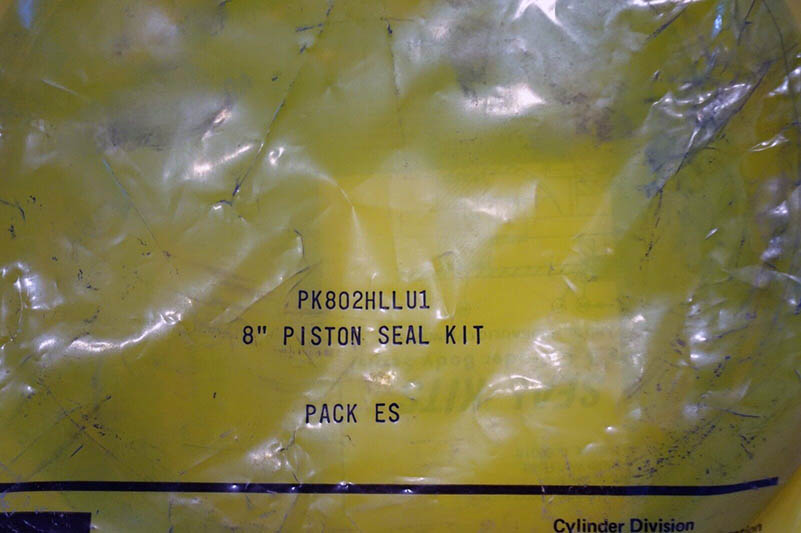 PK802HLLU1
8" PISTON SEAL KIT
PACK ES
Cylinder Division